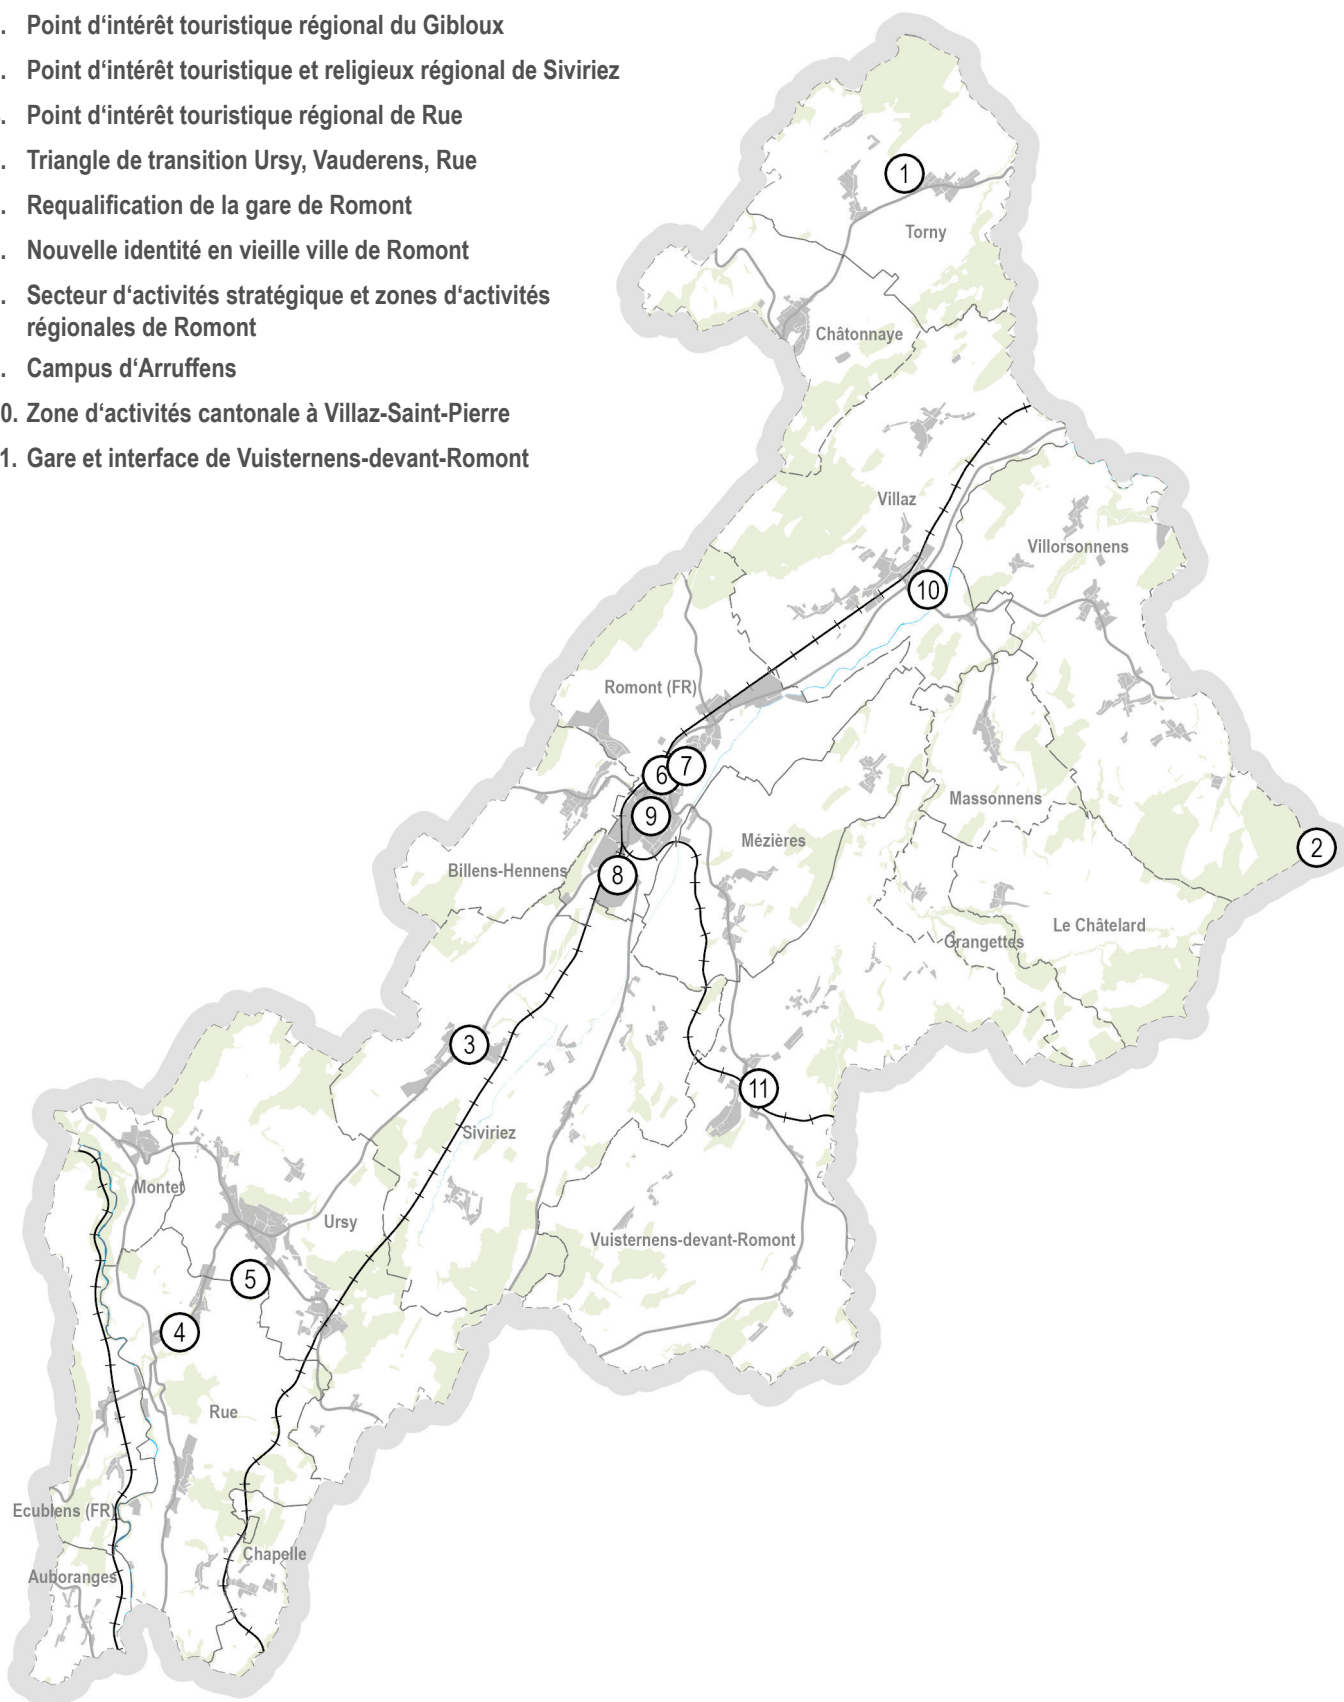 . Point d‘intérêt touristique régional du Gibloux
. Point d‘intérêt touristique et religieux régional de Siviriez
. Point d‘intérêt touristique régional de Rue
. Triangle de transition Ursy, Vauderens, Rue
. Requalification de la gare de Romont
. Nouvelle identité en vieille ville de Romont
. Secteur d‘activités stratégique et zones d‘activités
régionales de Romont
. Campus d‘Arruffens
0. Zone d‘activités cantonale à Villaz-Saint-Pierre
1. Gare et interface de Vuisternens-devant-Romont
1
Torny
Châtonnaye
Villaz
Villorsonnens
10
Romont (FR)
6
7
Massonnens
9
Mézières
2
Billens-Hennens
8
Le Châtelard
Grangettes
3
11
Siviriez
Montet
Ursy
Vuisternens-devant-Romont
5
4
Rue
Ecublens (FR)
Chapelle
Auboranges